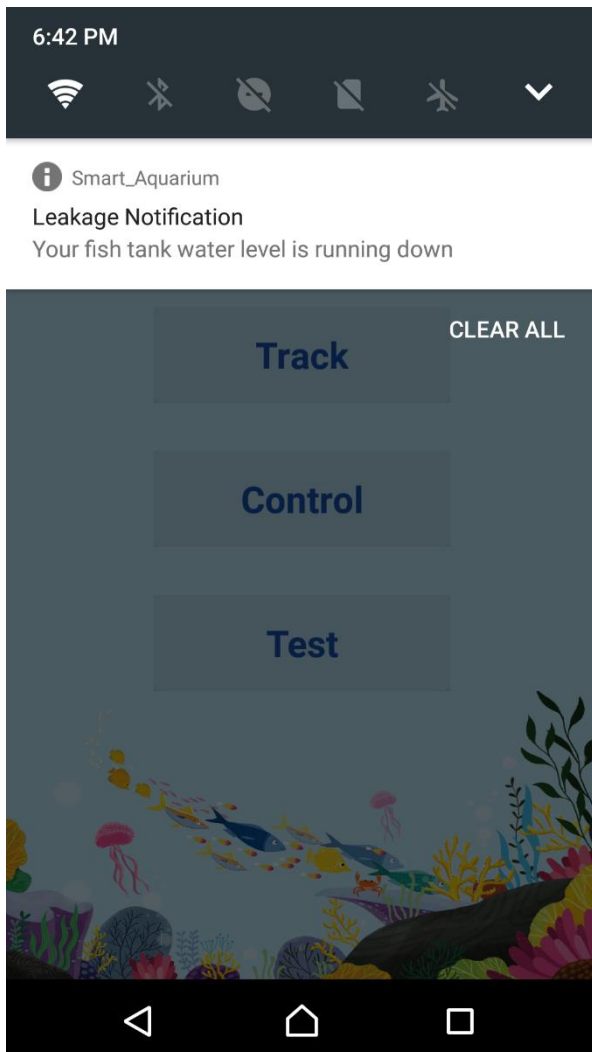 6:42 PM
Smart_Aquarium
Leakage Notification
Your fish tank water level is running down
CLEAR ALL
Track
Control
Test